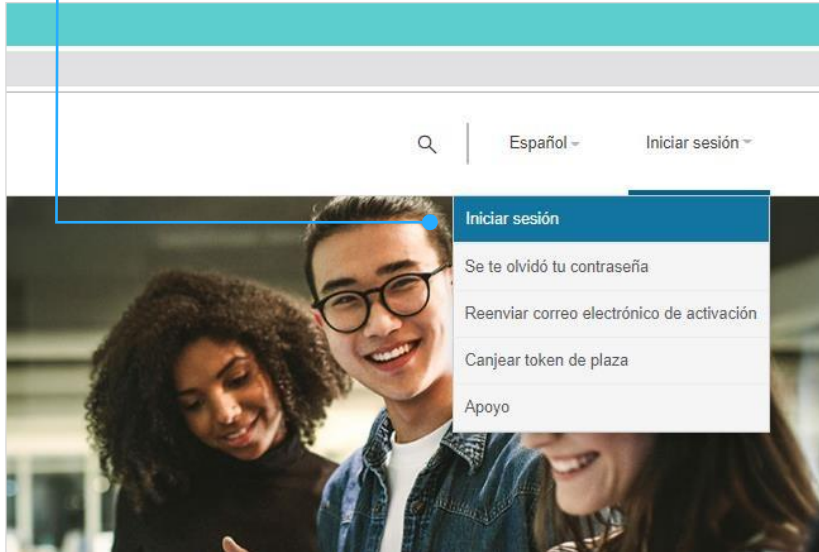 Español
Iniciar sesión
Iniciar sesión
Se te olvidó tu contraseña
Reenviar correo electrónico de activación
Canjear token de plaza
Apoyo